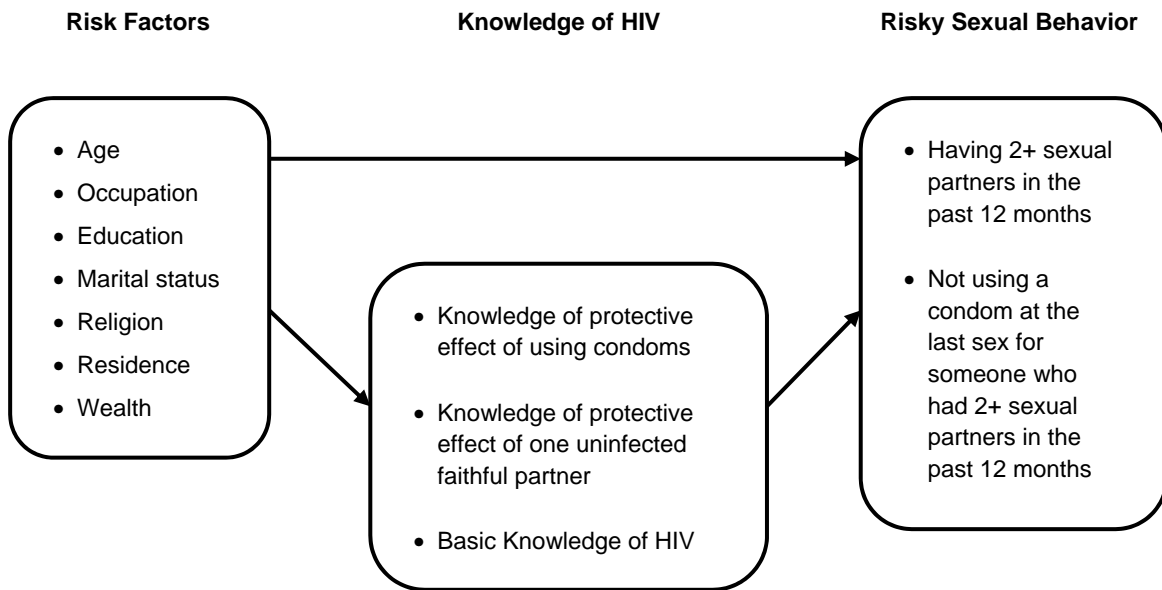 Risk Factors
Knowledge of HIV
Risky Sexual Behavior
• Age
• Occupation
• Education
• Marital status
• Religion
• Residence
• Wealth
• Knowledge of protective
effect of using condoms
• Knowledge of protective
effect of one uninfected
faithful partner
• Basic Knowledge of HIV
• Having 2+ sexual
partners in the
past 12 months
• Not using a
condom at the
last sex for
someone who
had 2+ sexual
partners in the
past 12 months